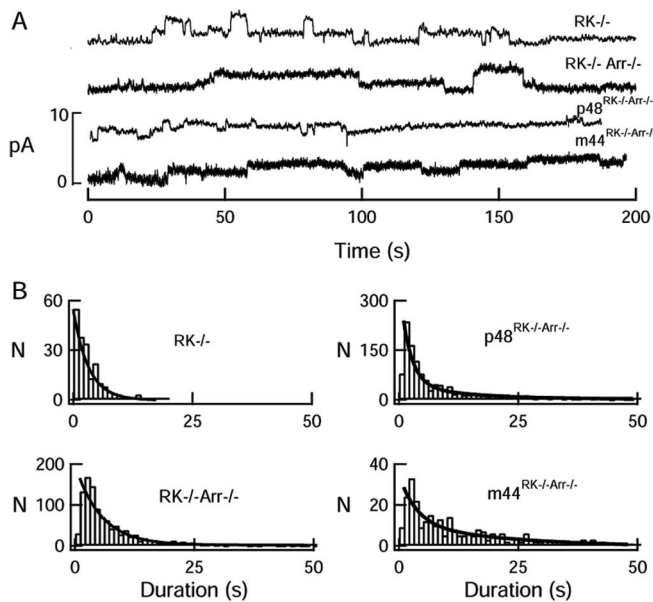 A
RK-/-
RK-/- Arr-/-
p48RK-/-Arr-/-
10
pA
m44RK-/-Arr-/-
0
0 50 100 150 200
Time (s)
B
60 300
N 30 RK-/- N 150 p48RK-/-Arr-/-
0 0
0 25 50 0 25 50
200 40
N 100 RK-/-Arr-/- N 20 m44RK-/-Arr-/-
0 0
0 25 50 0 25 50
Duration (s) Duration (s)